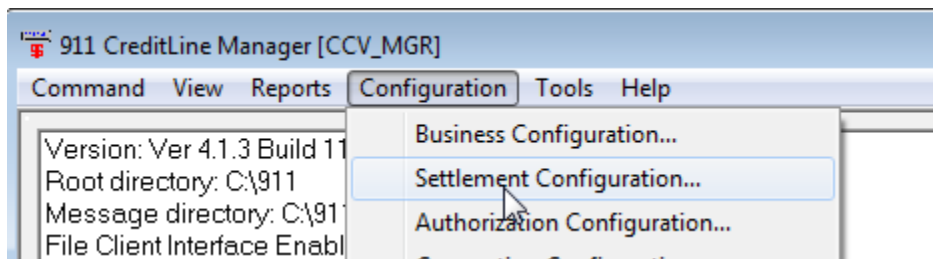 911 CreditLine Manager [CCV_MGR]
Command View Reports Configuration Tools Help
Business Configuration...
Version: Ver 4.1.3 Build 11
Root directory: C:\911
Settlement Configuration...
Message directory: C:\91
Authorization Configuration...
File Client Interface Enabl